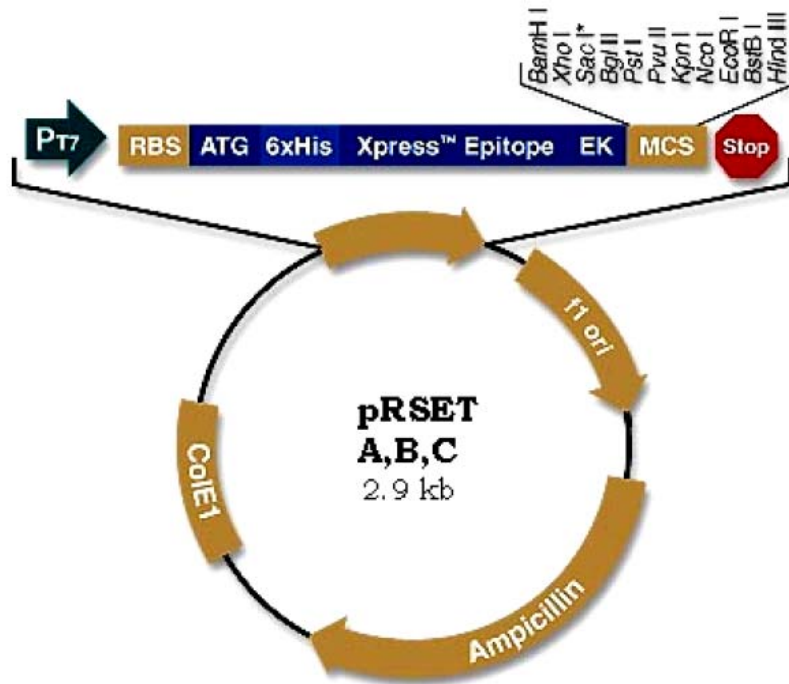 BamH I
Xho I
Sac I*
Bgl II
Pst I
Pvu II
Kpn I
Nco I
EcoR I
BstB I
Hind III
PT7
RBS ATG 6xHis Xpress™ Epitope EK MCS Stop
f1 ori
pRSET
A,B,C
2.9 kb
ColE1
Ampicillin